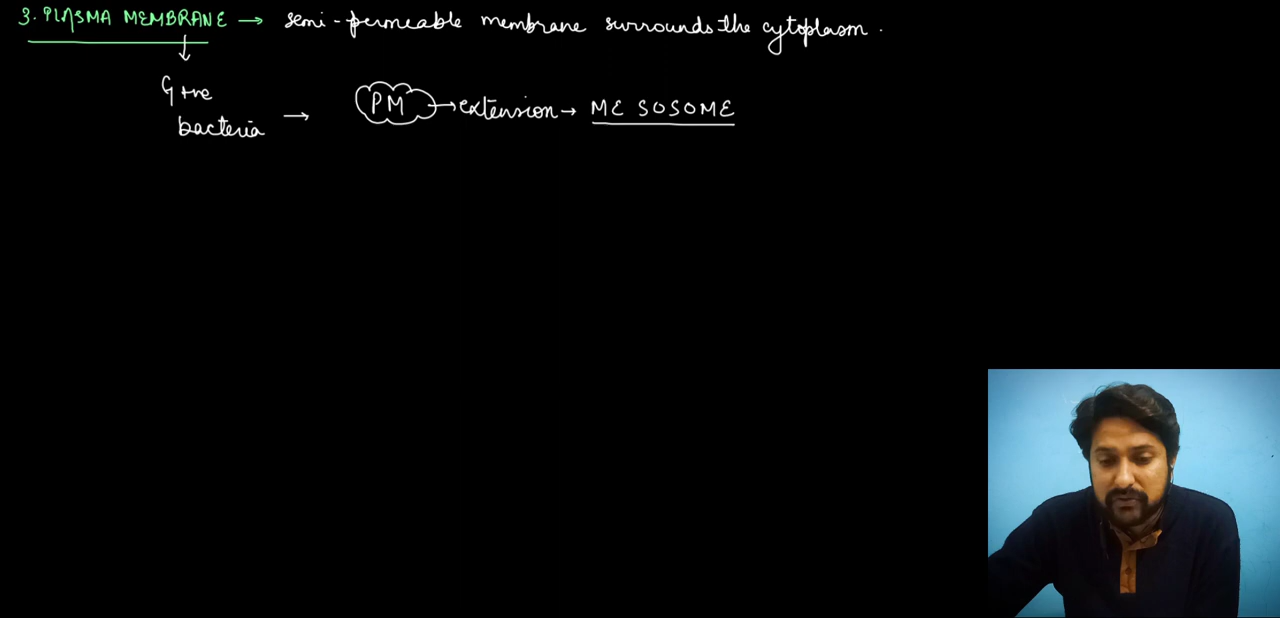 3. PLASMA MEMBRANE → semi-permeable membrane surrounds the cytoplasm.
↓
G +ve
bacteria → PM → extension → MESOSOME